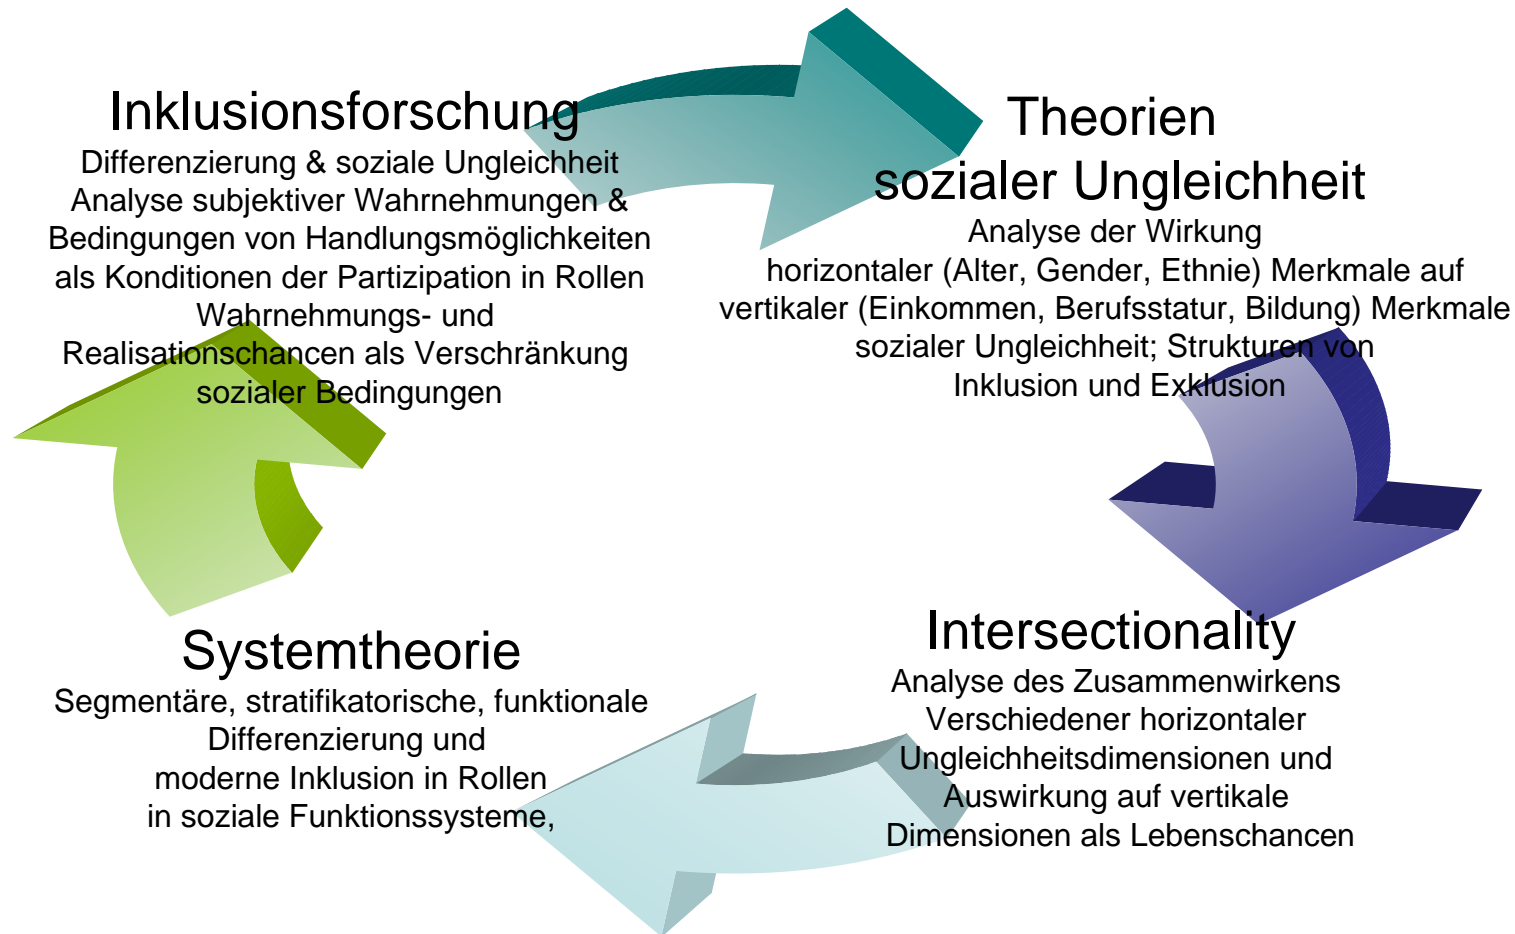 Inklusionsforschung
Differenzierung & soziale Ungleichheit
Analyse subjektiver Wahrnehmungen &
Bedingungen von Handlungsmöglichkeiten
als Konditionen der Partizipation in Rollen
Wahrnehmungs- und
Realisationschancen als Verschränkung
sozialer Bedingungen
Theorien
sozialer Ungleichheit
Analyse der Wirkung
horizontaler (Alter, Gender, Ethnie) Merkmale auf
vertikaler (Einkommen, Berufsstatur, Bildung) Merkmale
sozialer Ungleichheit; Strukturen von
Inklusion und Exklusion
Intersectionality
Analyse des Zusammenwirkens
Verschiedener horizontaler
Ungleichheitsdimensionen und
Auswirkung auf vertikale
Dimensionen als Lebenschancen
Systemtheorie
Segmentäre, stratifikatorische, funktionale
Differenzierung und
moderne Inklusion in Rollen
in soziale Funktionssysteme,